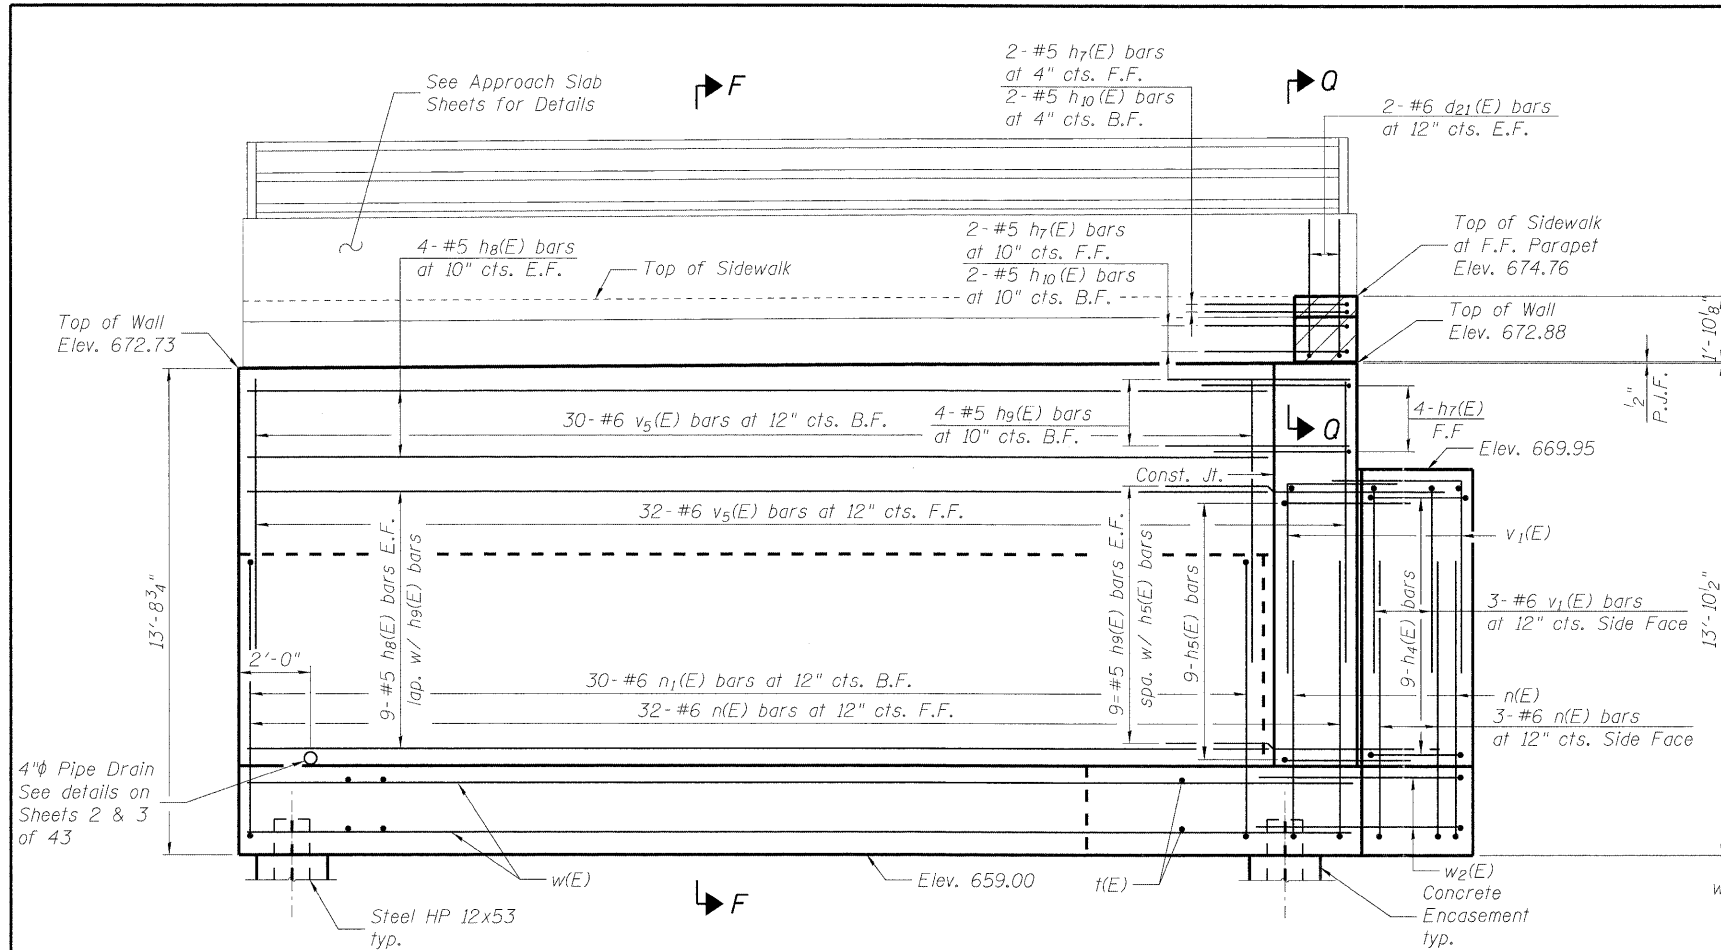 2-#5 h7(E) bars
at 4" cts. F.F.
2-#5 h10(E) bars
at 4" cts. B.F.
See Approach Slab
Sheets for Details
F
Q
2-#6 d21(E) bars
at 12" cts. E.F.
4-#5 h8(E) bars
at 10" cts. E.F.
Top of Sidewalk
2-#5 h7(E) bars
at 10" cts. F.F.
2-#5 h10(E) bars
at 10" cts. B.F.
Top of Sidewalk
at F.F. Parapet
Elev. 674.76
Top of Wall
Elev. 672.73
Top of Wall
Elev. 672.88
1'-10 1/8"
1/2"
P.J.F.
30-#6 v5(E) bars at 12" cts. B.F.
4-#5 h9(E) bars
at 10" cts. B.F.
4-h7(E)
F.F
Q
Elev. 669.95
Const. Jt.
32-#6 v5(E) bars at 12" cts. F.F.
v1(E)
13'-8 3/4"
9-#5 h8(E) bars E.F.
lap. w/ h9(E) bars
9=#5 h9(E) bars E.F.
spa. w/ h5(E) bars
9-h5(E) bars
9-h4(E) bars
3-#6 v1(E) bars
at 12" cts. Side Face
13'-10 1/2"
2'-0"
30-#6 n1(E) bars at 12" cts. B.F.
32-#6 n(E) bars at 12" cts. F.F.
n(E)
3-#6 n(E) bars
at 12" cts. Side Face
4"ϕ Pipe Drain
See details on
Sheets 2 & 3
of 43
w(E)
Elev. 659.00
t(E)
w2(E)
Concrete
Encasement
typ.
F
Steel HP 12x53
typ.
w